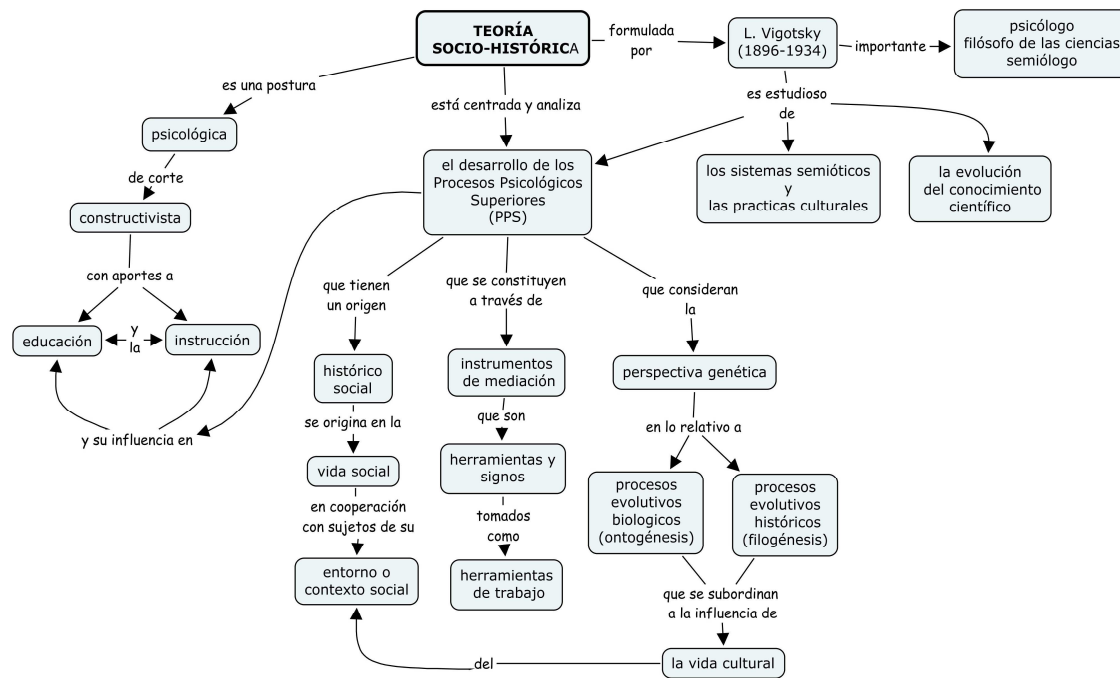 TEORÍA
SOCIO-HISTÓRICA
formulada
por
L. Vigotsky
(1896-1934)
importante
psicólogo
filósofo de las ciencias
semiólogo
es una postura
psicológica
de corte
constructivista
con aportes a
educación
y
la
instrucción
y su influencia en
está centrada y analiza
el desarrollo de los
Procesos Psicológicos
Superiores
(PPS)
es estudioso
de
los sistemas semióticos
y
las practicas culturales
la evolución
del conocimiento
científico
que tienen
un origen
histórico
social
se origina en la
vida social
en cooperación
con sujetos de su
entorno o
contexto social
que se constituyen
a través de
instrumentos
de mediación
que son
herramientas y
signos
tomados
como
herramientas
de trabajo
que consideran
la
perspectiva genética
en lo relativo a
procesos
evolutivos
biologicos
(ontogénesis)
procesos
evolutivos
históricos
(filogénesis)
que se subordinan
a la influencia de
la vida cultural
del